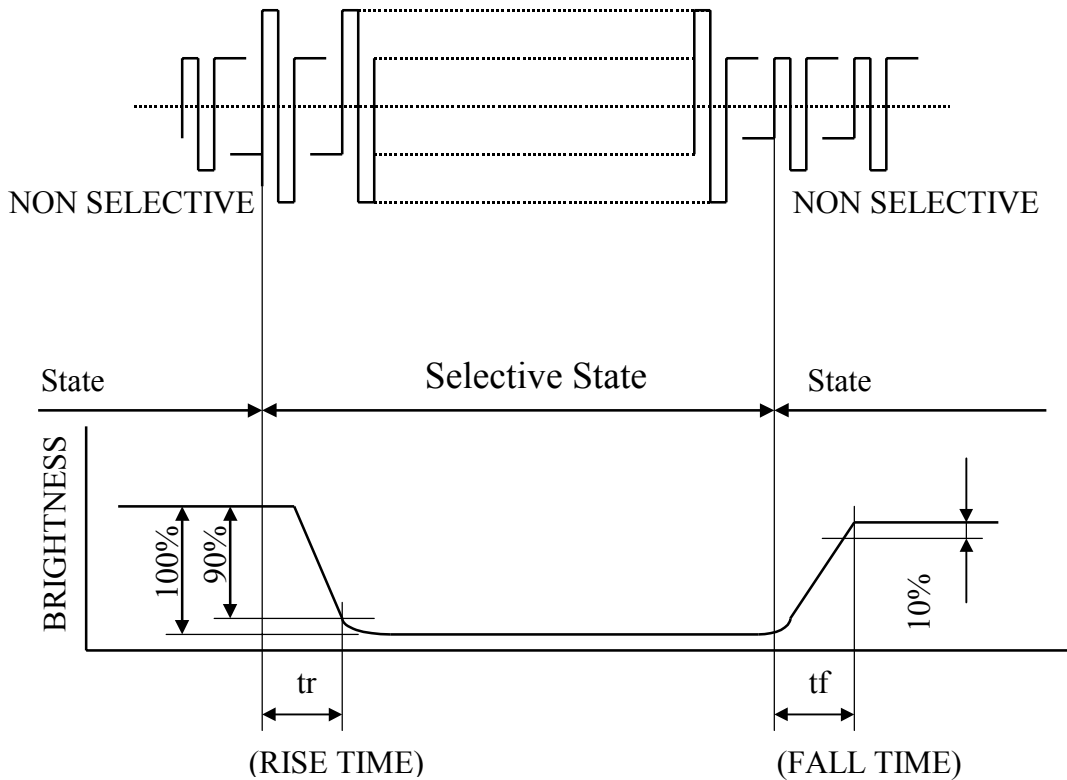 NON SELECTIVE
NON SELECTIVE
State
Selective State
State
BRIGHTNESS
100%
90%
10%
tr
tf
(RISE TIME)
(FALL TIME)